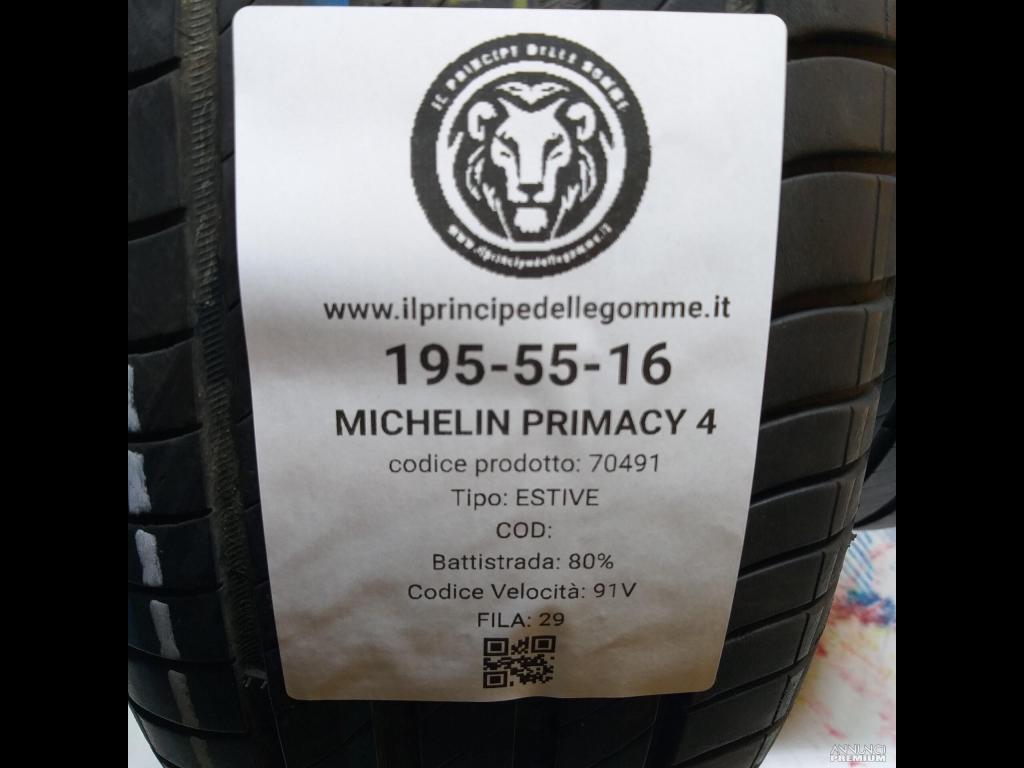 IL PRINCIPE DELLE GOMME
www.ilprincipedellegomme.it
www.ilprincipedellegomme.it
195-55-16
MICHELIN PRIMACY 4
codice prodotto: 70491
Tipo: ESTIVE
COD:
Battistrada: 80%
Codice Velocità: 91V
FILA: 29
ANNUNCI
PREMIUM